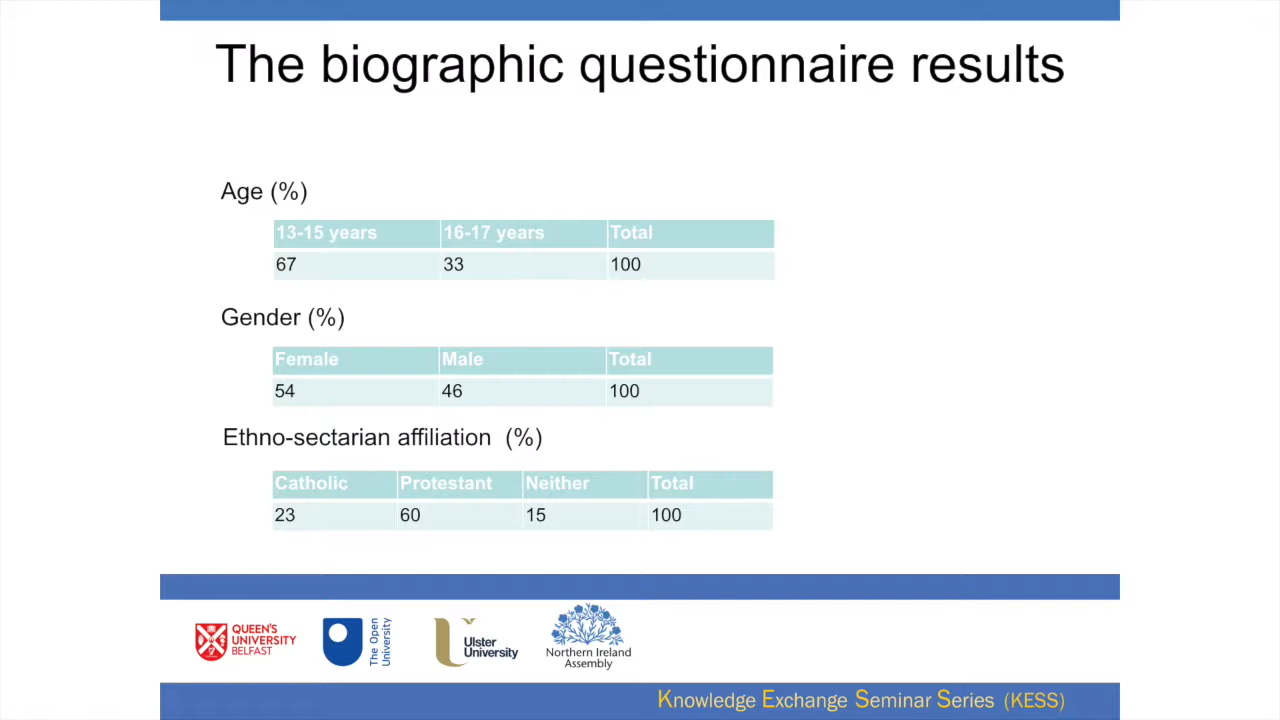 The biographic questionnaire results
Age (%)
13-15 years 16-17 years Total
67 33 100
Gender (%)
Female Male Total
54 46 100
Ethno-sectarian affiliation (%)
Catholic Protestant Neither Total
23 60 15 100
QUEEN'S
UNIVERSITY
BELFAST
The Open
University
Ulster
University
Northern Ireland
Assembly
Knowledge Exchange Seminar Series (KESS)